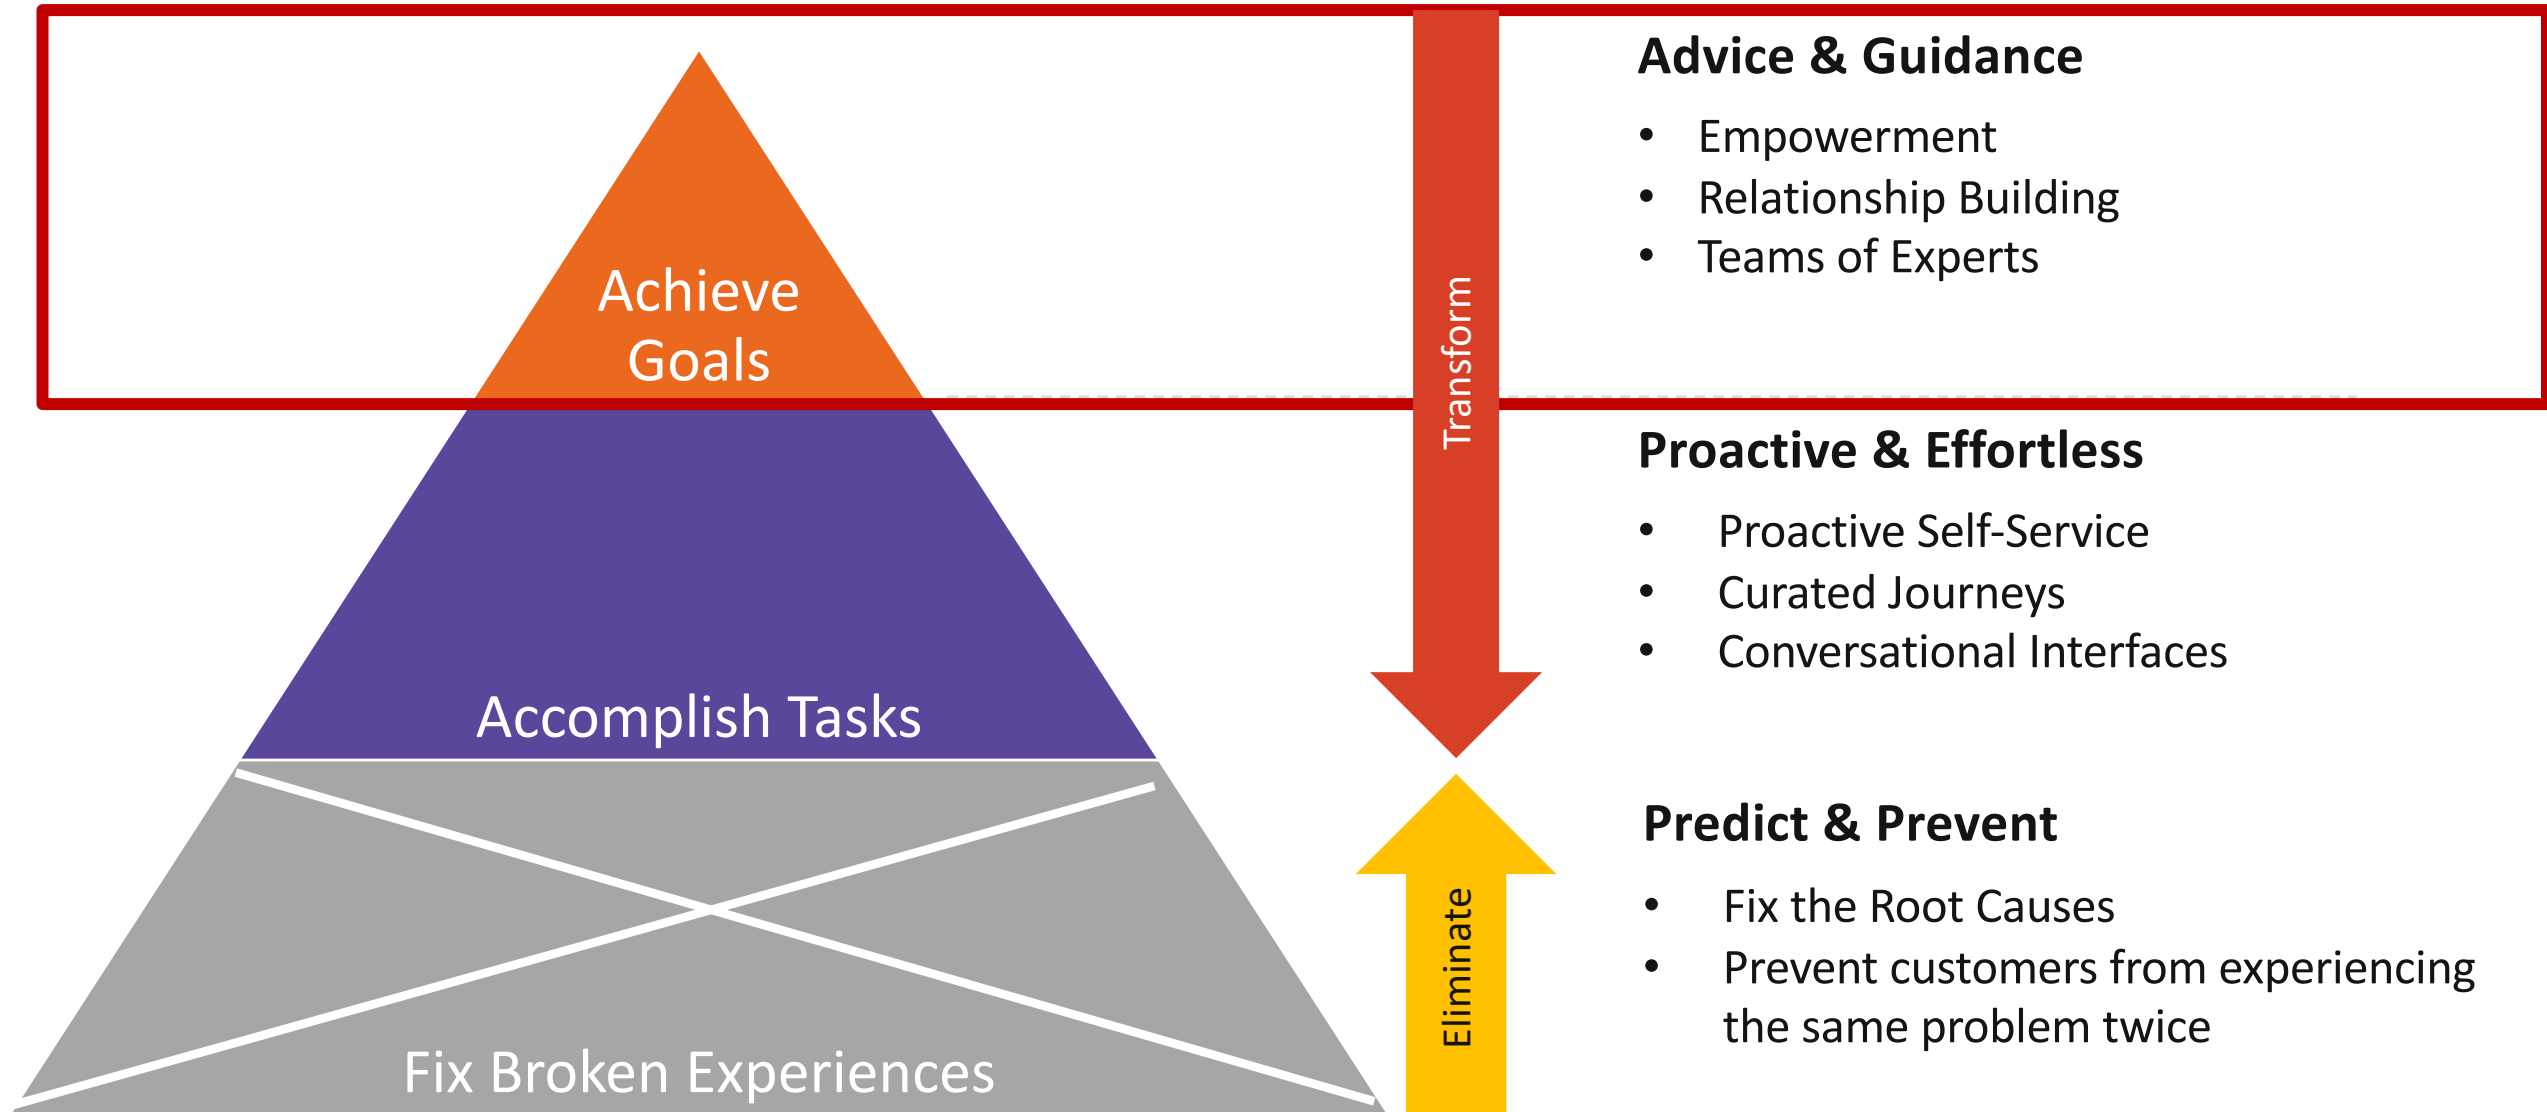 Achieve
Goals
Accomplish Tasks
Fix Broken Experiences
Transform
Eliminate
Advice & Guidance
• Empowerment
• Relationship Building
• Teams of Experts
Proactive & Effortless
• Proactive Self-Service
• Curated Journeys
• Conversational Interfaces
Predict & Prevent
• Fix the Root Causes
• Prevent customers from experiencing
the same problem twice